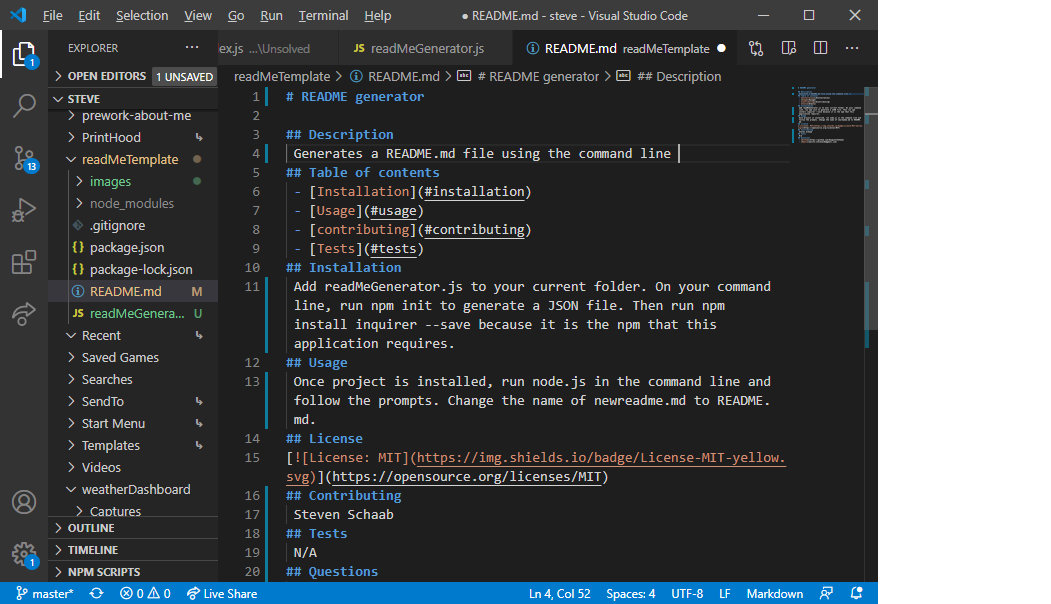 File Edit Selection View Go Run Terminal Help ● README.md - steve - Visual Studio Code
EXPLORER ··· ex.js ...\Unsolved JS readMeGenerator.js README.md readMeTemplate ● ···
OPEN EDITORS 1 UNSAVED
readMeTemplate > README.md > # README generator > ## Description
STEVE
prework-about-me
PrintHood
readMeTemplate
images
node_modules
.gitignore
{} package.json
{} package-lock.json
README.md M
JS readMeGenera... U
Recent
Saved Games
Searches
SendTo
Start Menu
Templates
Videos
weatherDashboard
Captures
OUTLINE
TIMELINE
NPM SCRIPTS
1
13
1
1 # README generator
2
3 ## Description
4 Generates a README.md file using the command line
5 ## Table of contents
6 - [Installation](#installation)
7 - [Usage](#usage)
8 - [contributing](#contributing)
9 - [Tests](#tests)
10 ## Installation
11 Add readMeGenerator.js to your current folder. On your command
line, run npm init to generate a JSON file. Then run npm
install inquirer --save because it is the npm that this
application requires.
12 ## Usage
13 Once project is installed, run node.js in the command line and
follow the prompts. Change the name of newreadme.md to README.
md.
14 ## License
15 [![License: MIT](https://img.shields.io/badge/License-MIT-yellow.
svg)](https://opensource.org/licenses/MIT)
16 ## Contributing
17 Steven Schaab
18 ## Tests
19 N/A
20 ## Questions
master* 0 0 Live Share Ln 4, Col 52 Spaces: 4 UTF-8 LF Markdown